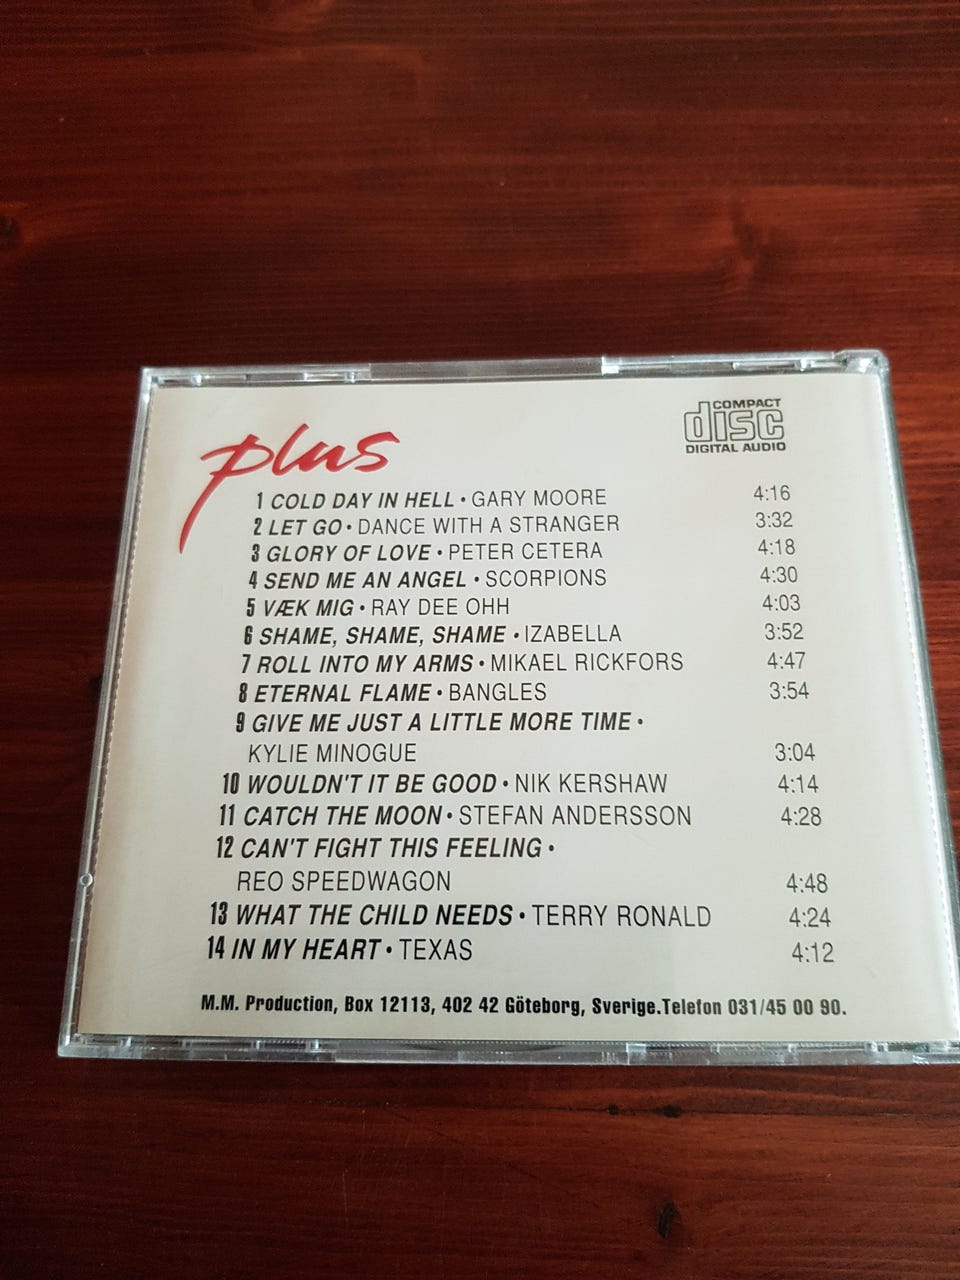 plus
COMPACT
disc
DIGITAL AUDIO
1 COLD DAY IN HELL • GARY MOORE 4:16
2 LET GO • DANCE WITH A STRANGER 3:32
3 GLORY OF LOVE • PETER CETERA 4:18
4 SEND ME AN ANGEL • SCORPIONS 4:30
5 VÆK MIG • RAY DEE OHH 4:03
6 SHAME, SHAME, SHAME • IZABELLA 3:52
7 ROLL INTO MY ARMS • MIKAEL RICKFORS 4:47
8 ETERNAL FLAME • BANGLES 3:54
9 GIVE ME JUST A LITTLE MORE TIME •
KYLIE MINOGUE 3:04
10 WOULDN'T IT BE GOOD • NIK KERSHAW 4:14
11 CATCH THE MOON • STEFAN ANDERSSON 4:28
12 CAN'T FIGHT THIS FEELING •
REO SPEEDWAGON 4:48
13 WHAT THE CHILD NEEDS • TERRY RONALD 4:24
14 IN MY HEART • TEXAS 4:12
M.M. Production, Box 12113, 402 42 Göteborg, Sverige.Telefon 031/45 00 90.